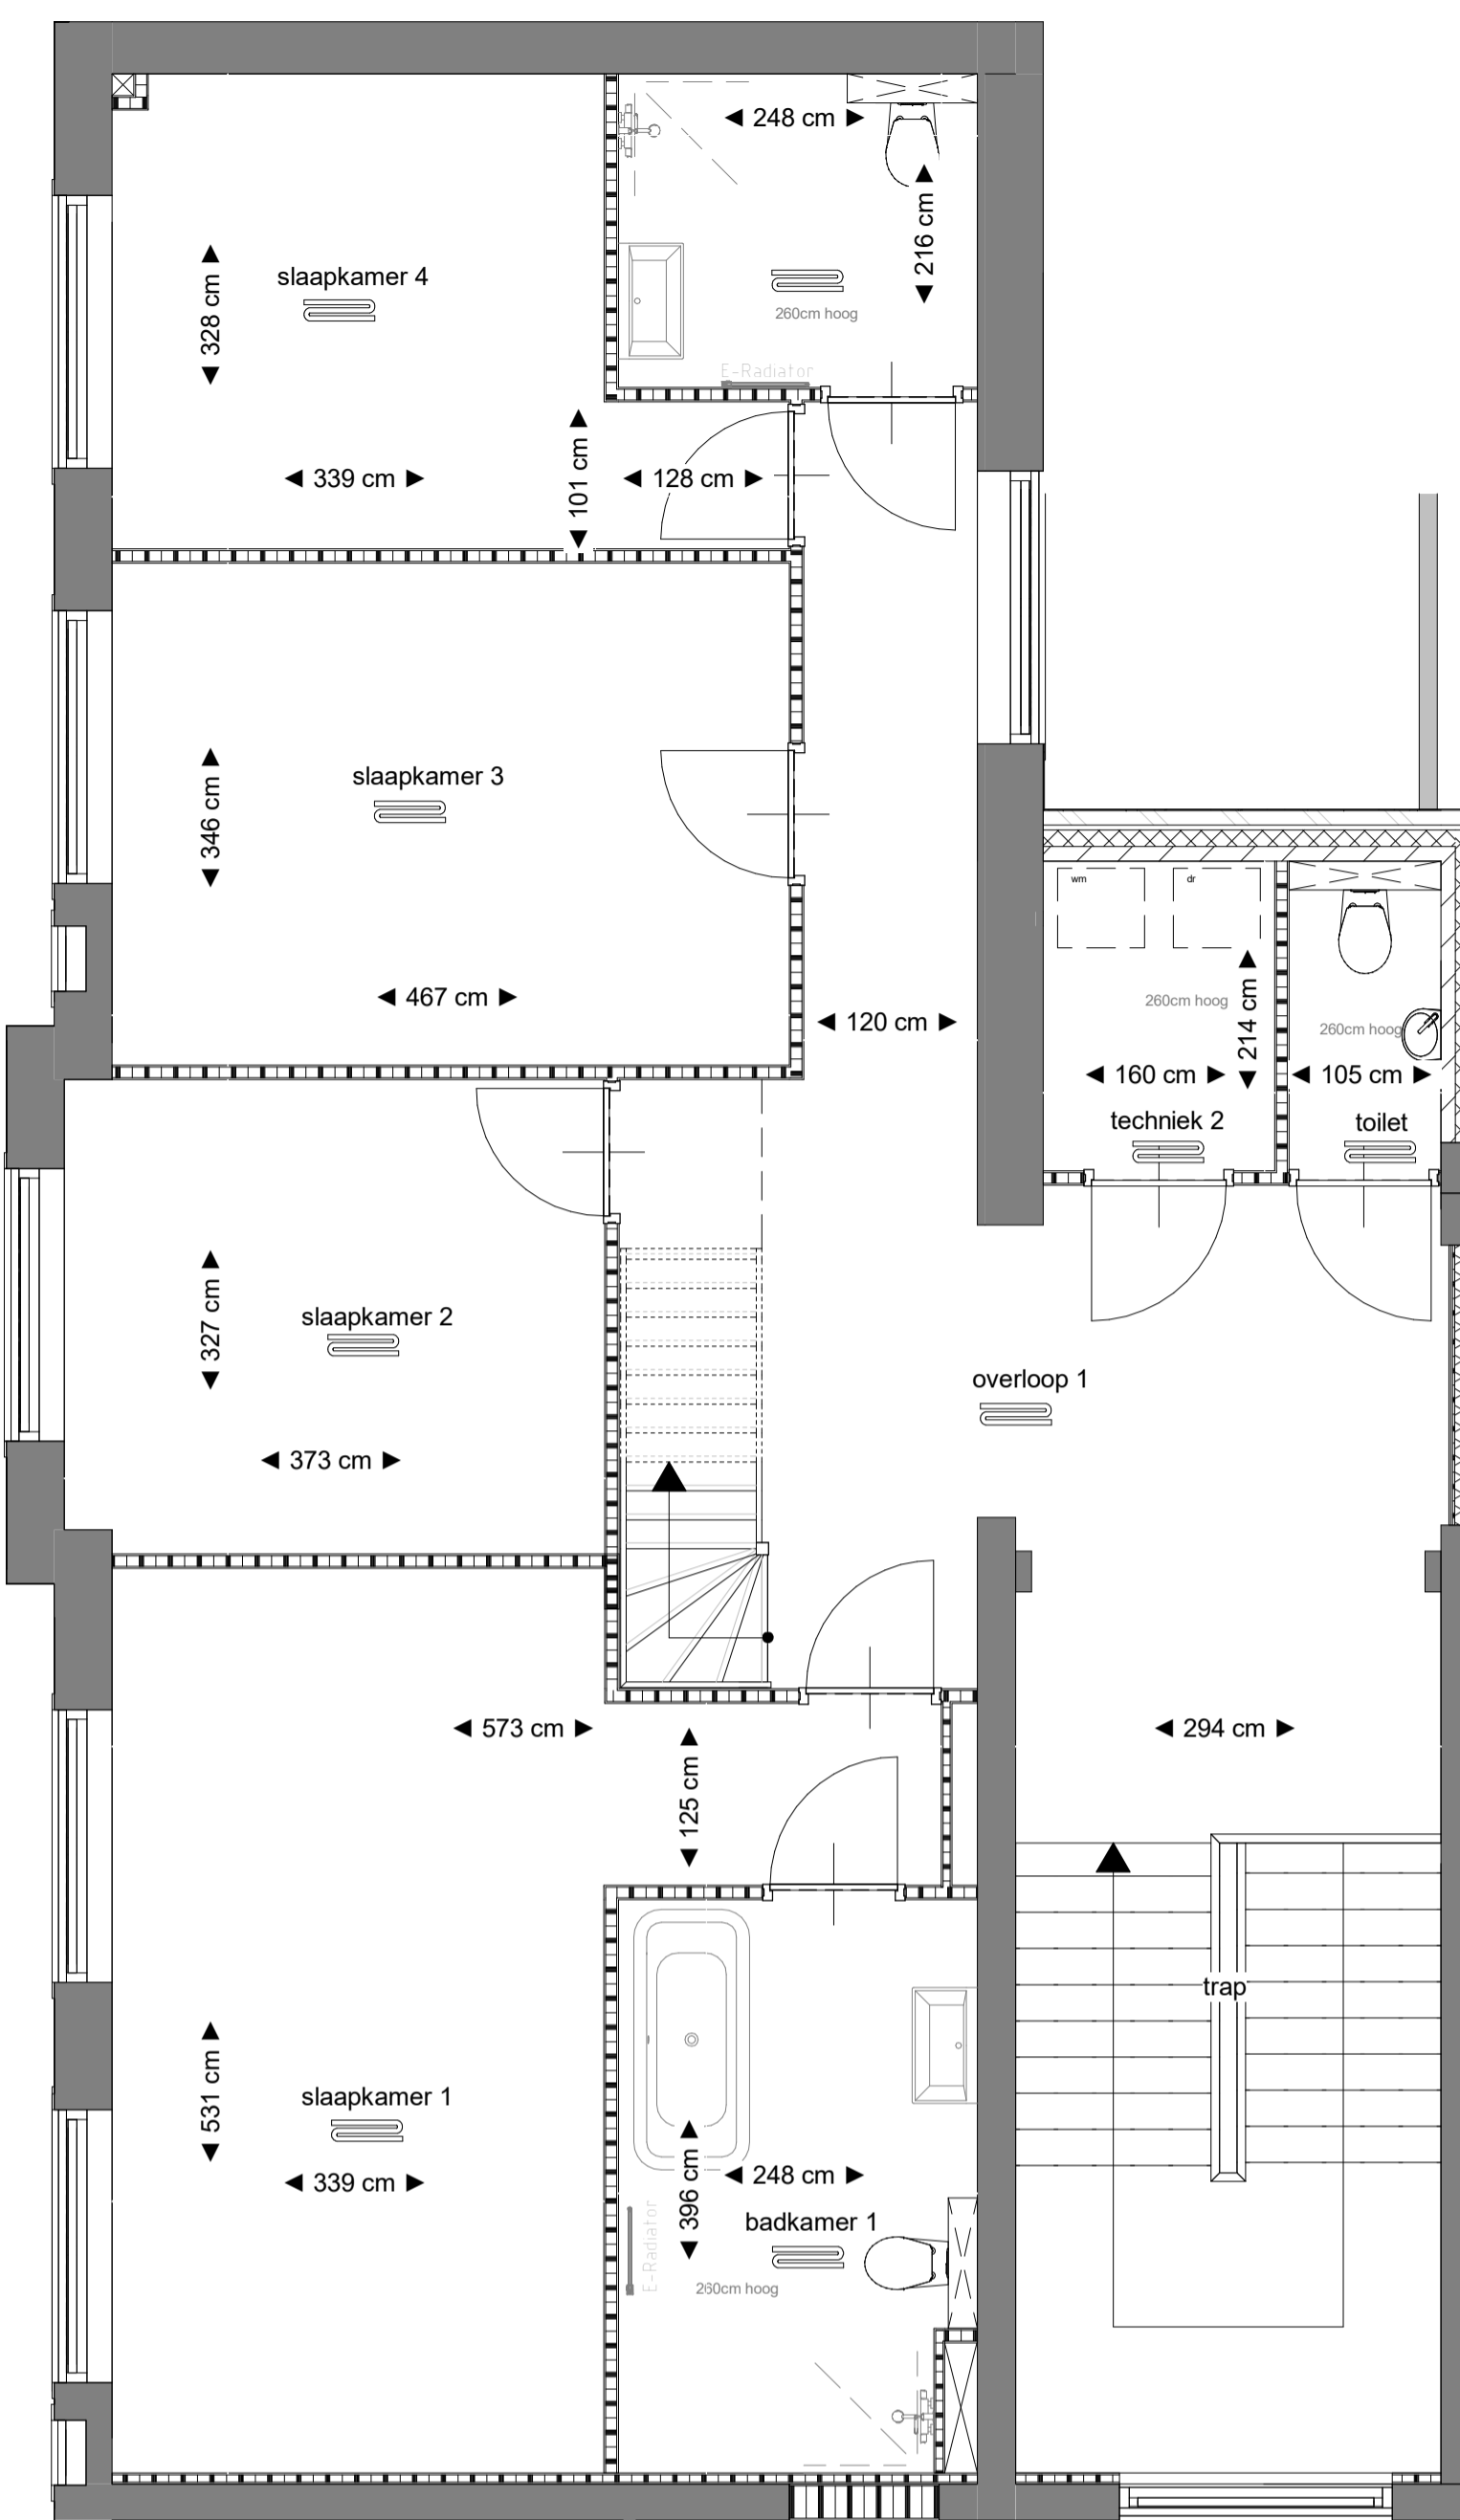 248 cm
216 cm
slaapkamer 4
328 cm
260cm hoog
E-Radiator
339 cm
101 cm
128 cm
slaapkamer 3
346 cm
wm
dr
467 cm
120 cm
260cm hoog
214 cm
260cm hoog
160 cm
105 cm
techniek 2
toilet
slaapkamer 2
327 cm
overloop 1
373 cm
573 cm
125 cm
294 cm
trap
531 cm
slaapkamer 1
339 cm
396 cm
248 cm
badkamer 1
E-Radiator
260cm hoog